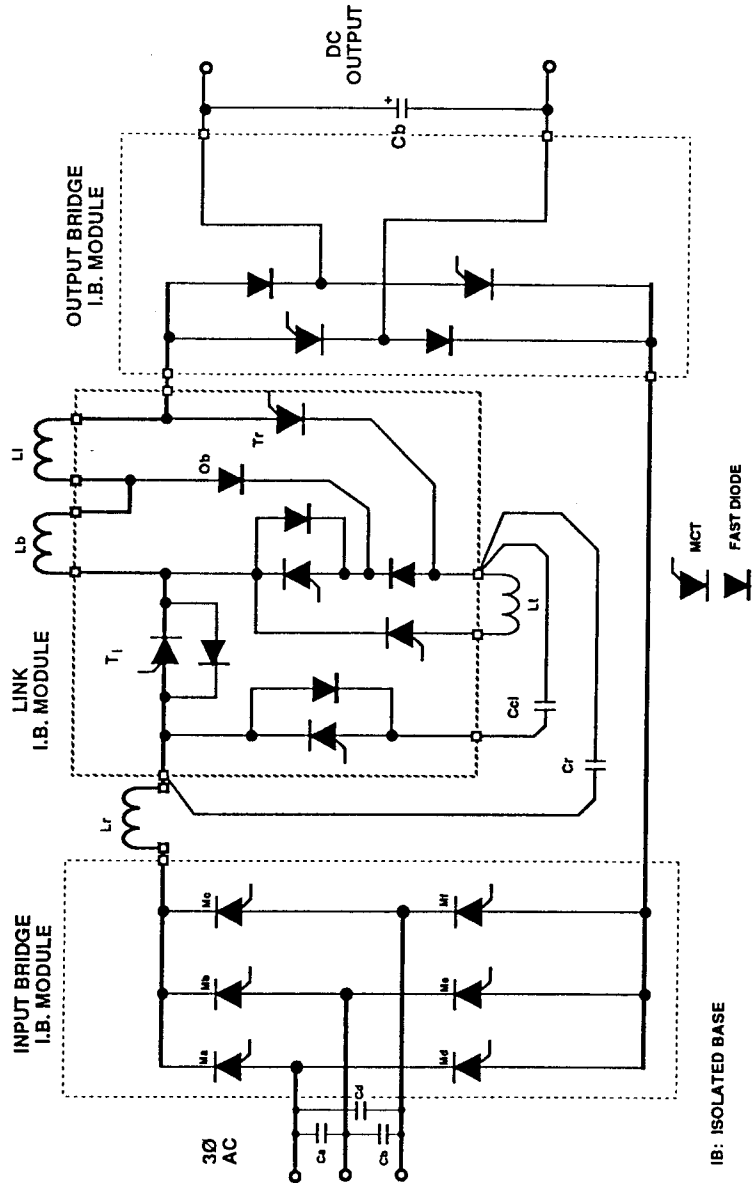 INPUT BRIDGE
I.B. MODULE
LINK
I.B. MODULE
OUTPUT BRIDGE
I.B. MODULE
3Ø
AC
Ca
Cd
Ma
Mb
Mc
Md
Me
Mf
Lr
Lb
Ll
Ob
Tr
Lt
Ccl
Cr
+
Cb
DC
OUTPUT
MCT
FAST DIODE
IB: ISOLATED BASE